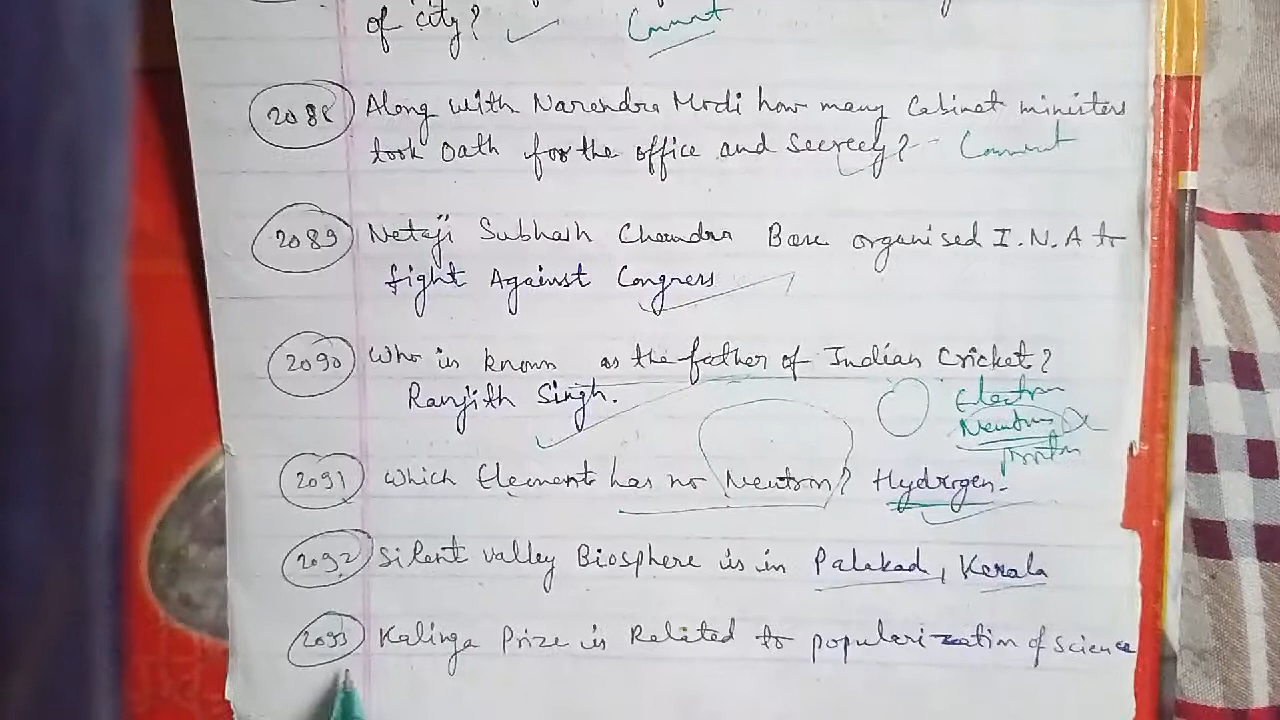 of city? Comment
2088 Along with Narendra Modi how many Cabinet ministers
took Oath for the office and Secrecy? - Comment
2089 Netaji Subhash Chandra Bose organised I.N.A to
fight Against Congress
2090 Who is known as the father of Indian Cricket?
Ranjith Singh.
Electron
Neutron
proton
2091 Which Element has no Neutron? Hydrogen.
2092 Silent valley Biosphere is in Palakad, Kerala
2093 Kalinga Prize is Related to popularization of science